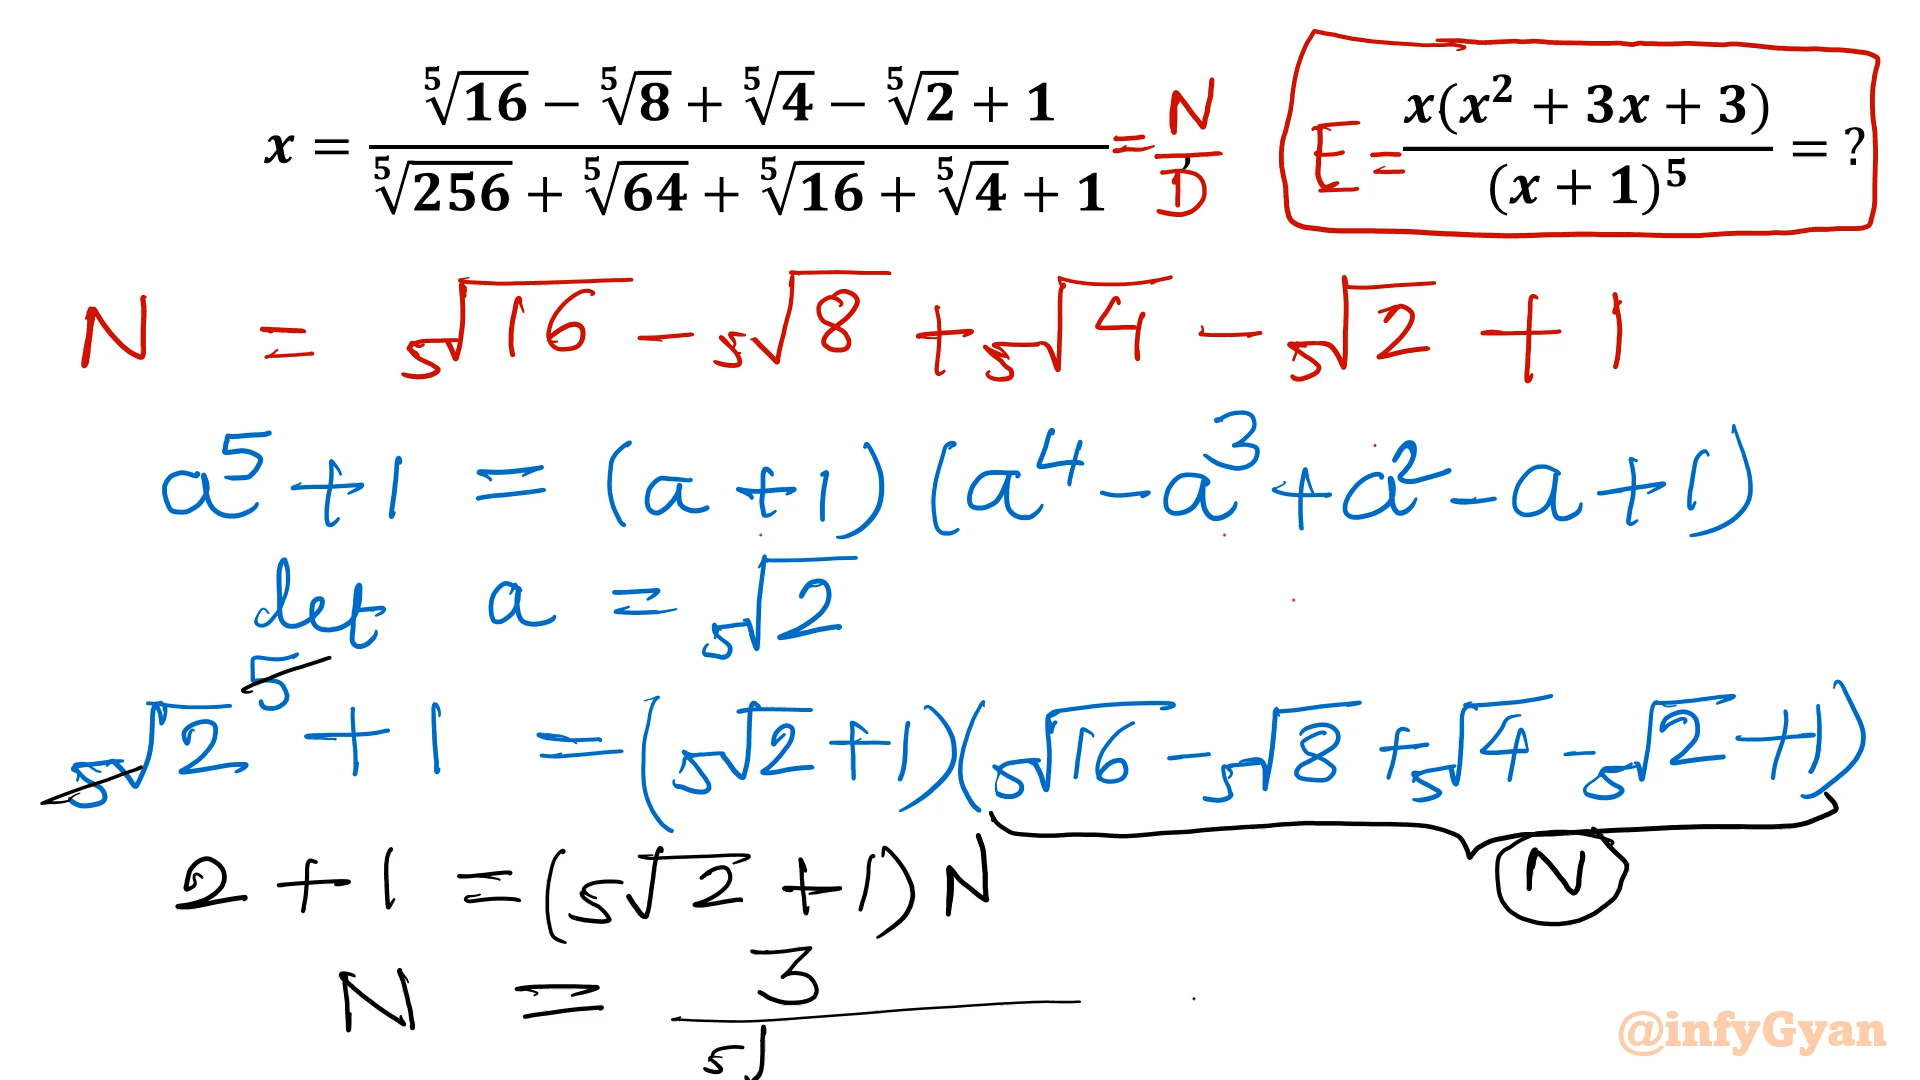 x = (⁵√16 − ⁵√8 + ⁵√4 − ⁵√2 + 1) / (⁵√256 + ⁵√64 + ⁵√16 + ⁵√4 + 1) = N/D
E = x(x² + 3x + 3) / (x + 1)⁵ = ?
N = ⁵√16 − ⁵√8 + ⁵√4 − ⁵√2 + 1
a⁵ + 1 = (a + 1)(a⁴ − a³ + a² − a + 1)
let a = ⁵√2
⁵√2⁵ + 1 = (⁵√2 + 1)(⁵√16 − ⁵√8 + ⁵√4 − ⁵√2 + 1)
N
2 + 1 = (⁵√2 + 1) N
N = 3 / ⁵√
@infyGyan